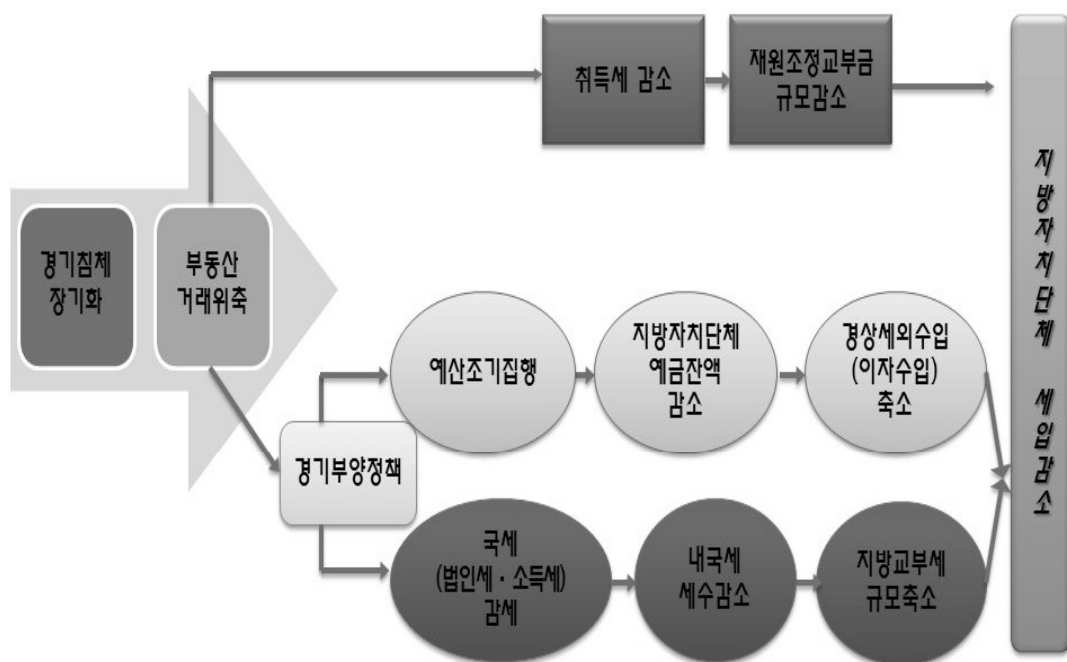 취득세 감소
재원조정교부금
규모감소
경기침체
장기화
부동산
거래위축
예산조기집행
지방자치단체
예금잔액
감소
경상세외수입
(이자수입)
축소
경기부양정책
국세
(법인세 · 소득세)
감세
내국세
세수감소
지방교부세
규모축소
지방자치단체 세입감소